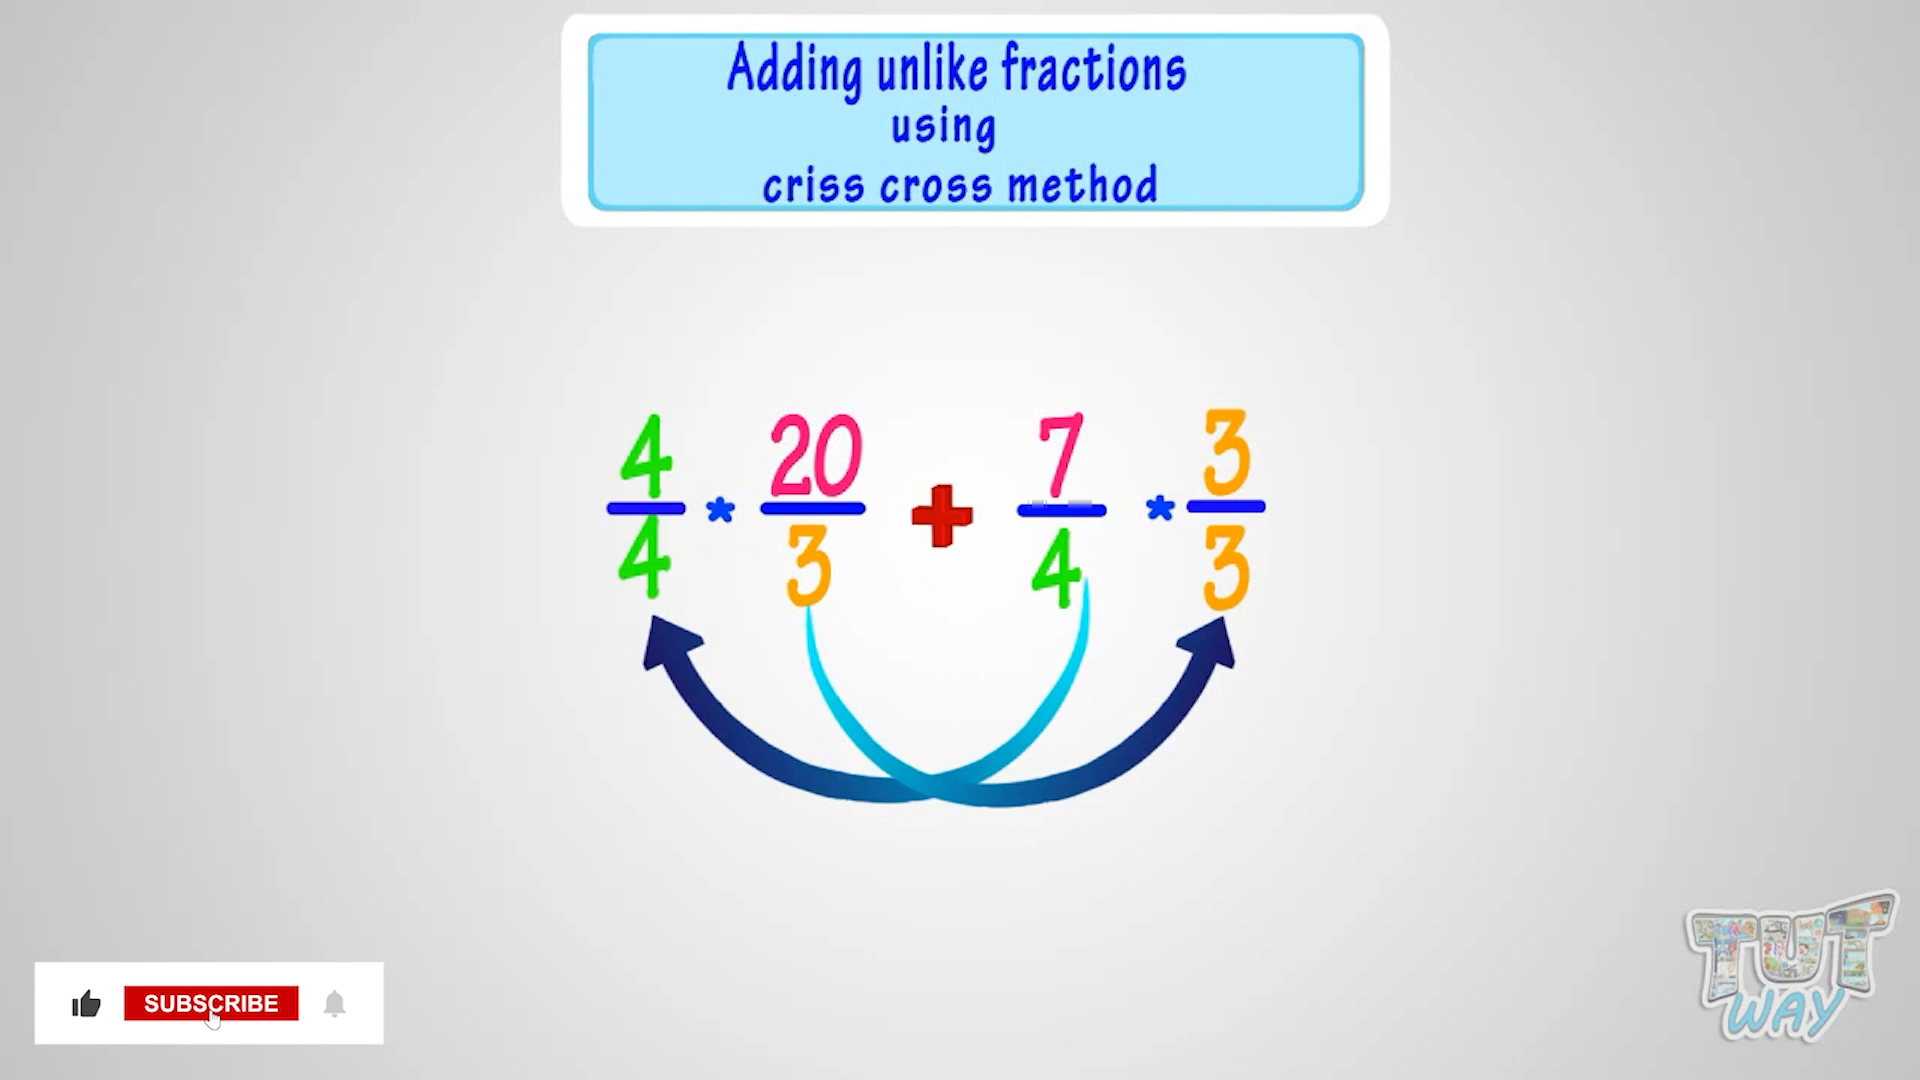 Adding unlike fractions
using
criss cross method
4/4 * 20/3 + 7/4 * 3/3
SUBSCRIBE
TUT
WAY